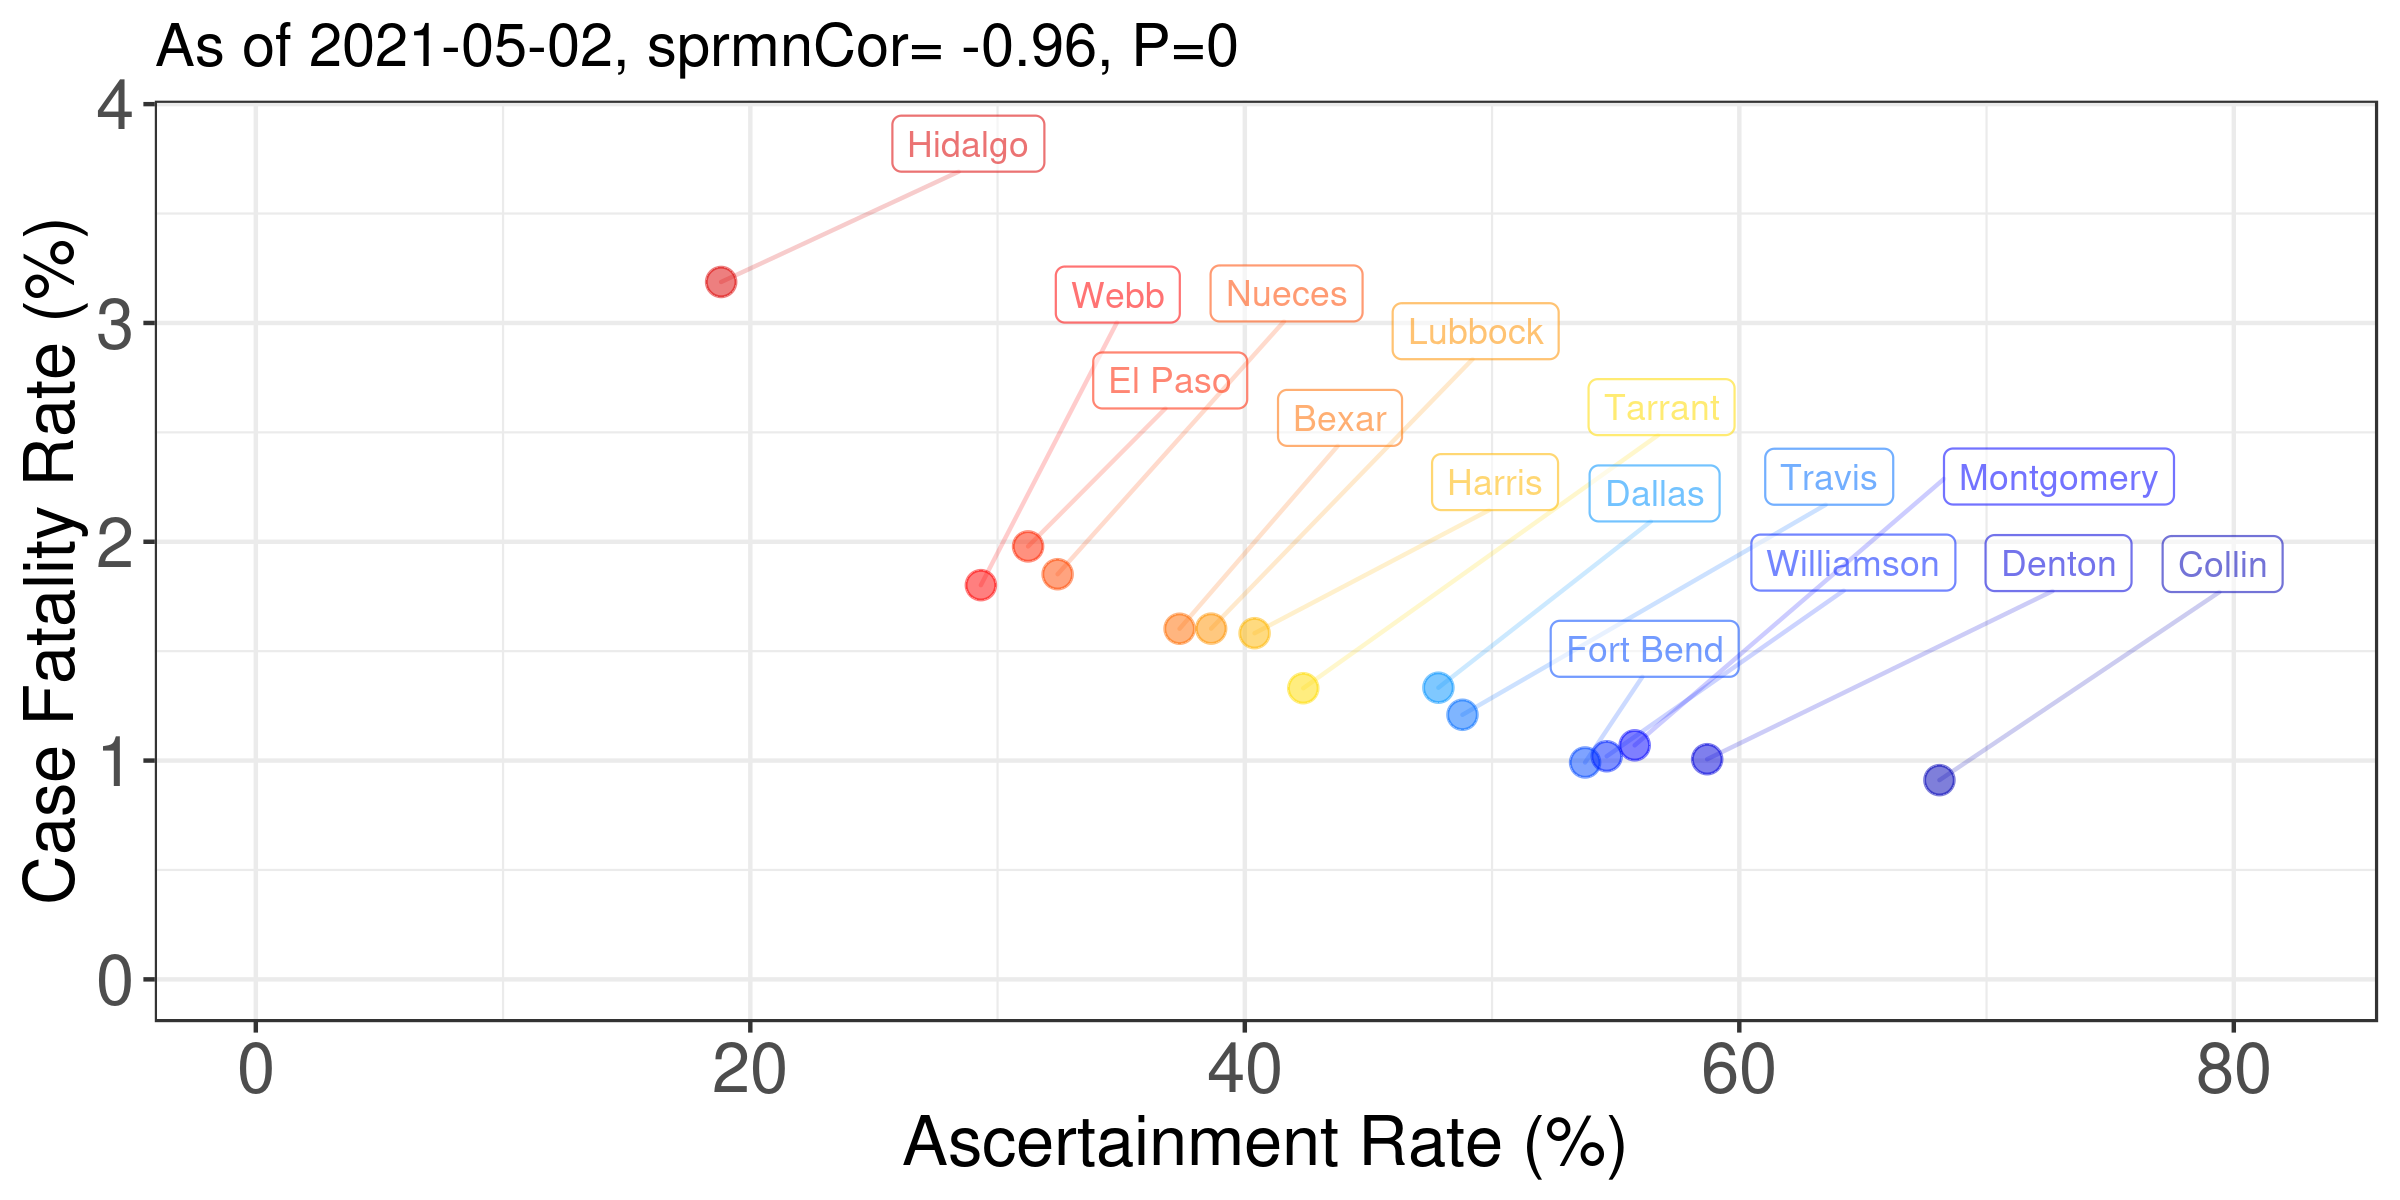 As of 2021-05-02, sprmnCor= -0.96, P=0
Case Fatality Rate (%)
4
3
2
1
0
Hidalgo
Webb
Nueces
Lubbock
El Paso
Bexar
Tarrant
Harris
Dallas
Travis
Montgomery
Williamson
Denton
Collin
Fort Bend
0 20 40 60 80
Ascertainment Rate (%)